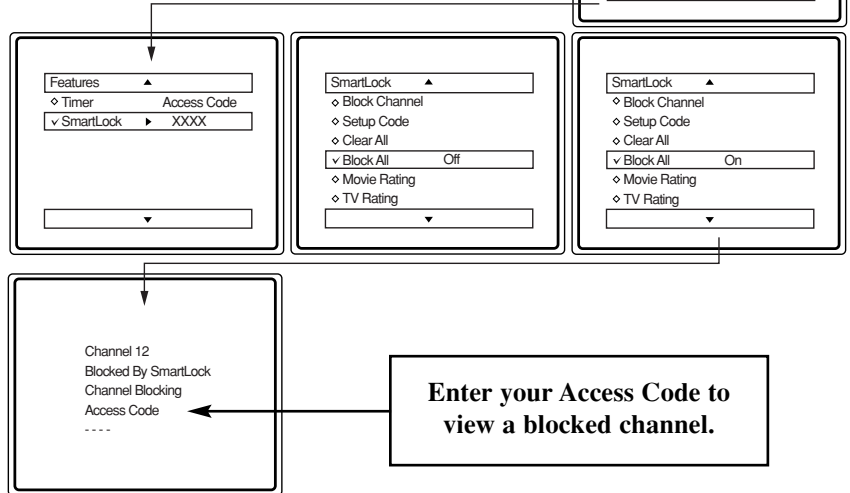 Features ▲
◇ Timer Access Code
✓ SmartLock ▶ XXXX
▼
SmartLock ▲
◇ Block Channel
◇ Setup Code
◇ Clear All
✓ Block All Off
◇ Movie Rating
◇ TV Rating
▼
SmartLock ▲
◇ Block Channel
◇ Setup Code
◇ Clear All
✓ Block All On
◇ Movie Rating
◇ TV Rating
▼
Channel 12
Blocked By SmartLock
Channel Blocking
Access Code
- - - -
Enter your Access Code to
view a blocked channel.